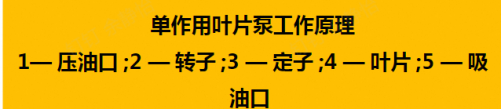 单作用叶片泵工作原理
1— 压油口 ;2 — 转子 ;3 — 定子 ;4 — 叶片 ;5 — 吸
油口